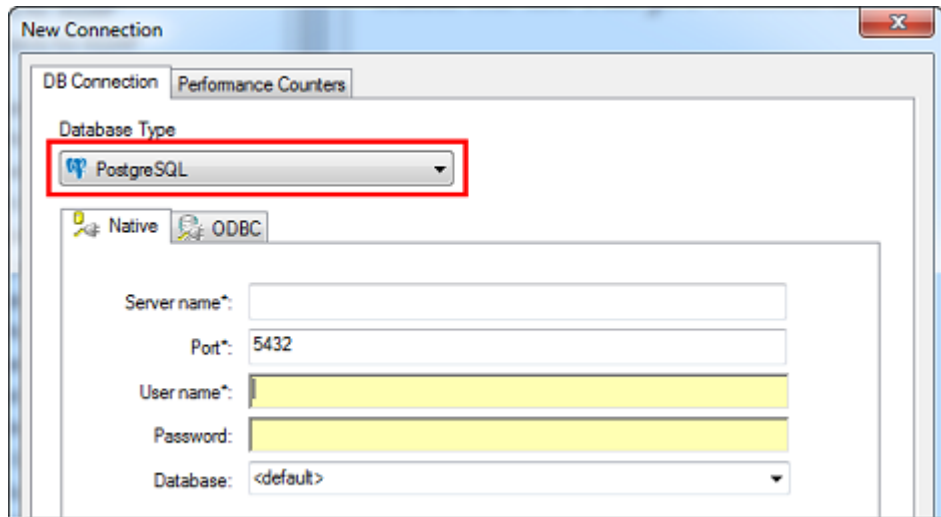 New Connection
DB Connection Performance Counters
Database Type
PostgreSQL
Native ODBC
Server name*:
Port*: 5432
User name*:
Password:
Database: <default>